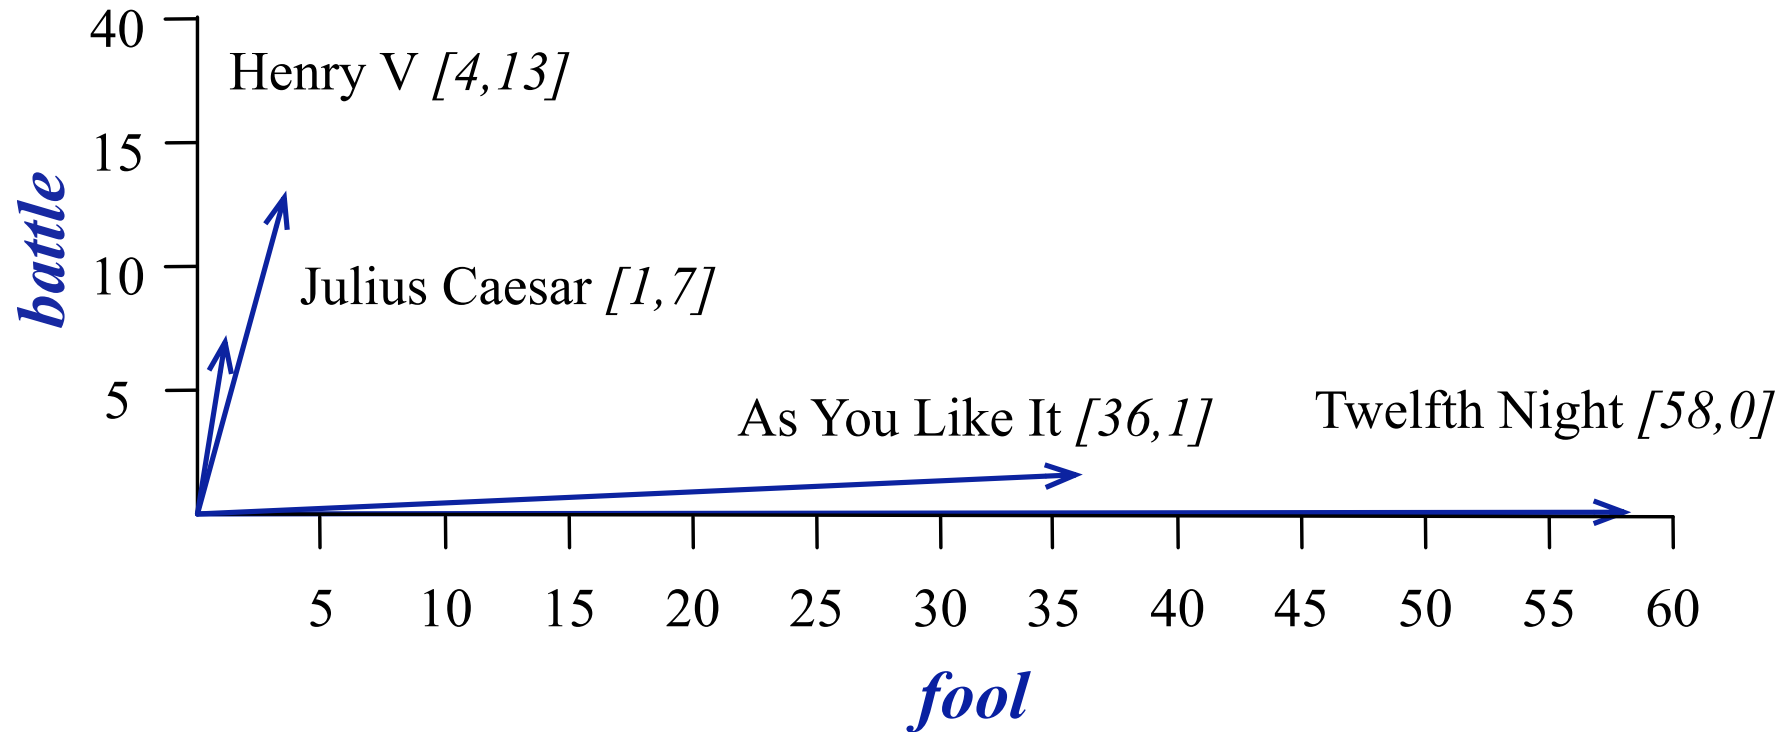 40
Henry V [4,13]
15
battle
10
Julius Caesar [1,7]
5
As You Like It [36,1]
Twelfth Night [58,0]
5 10 15 20 25 30 35 40 45 50 55 60
fool